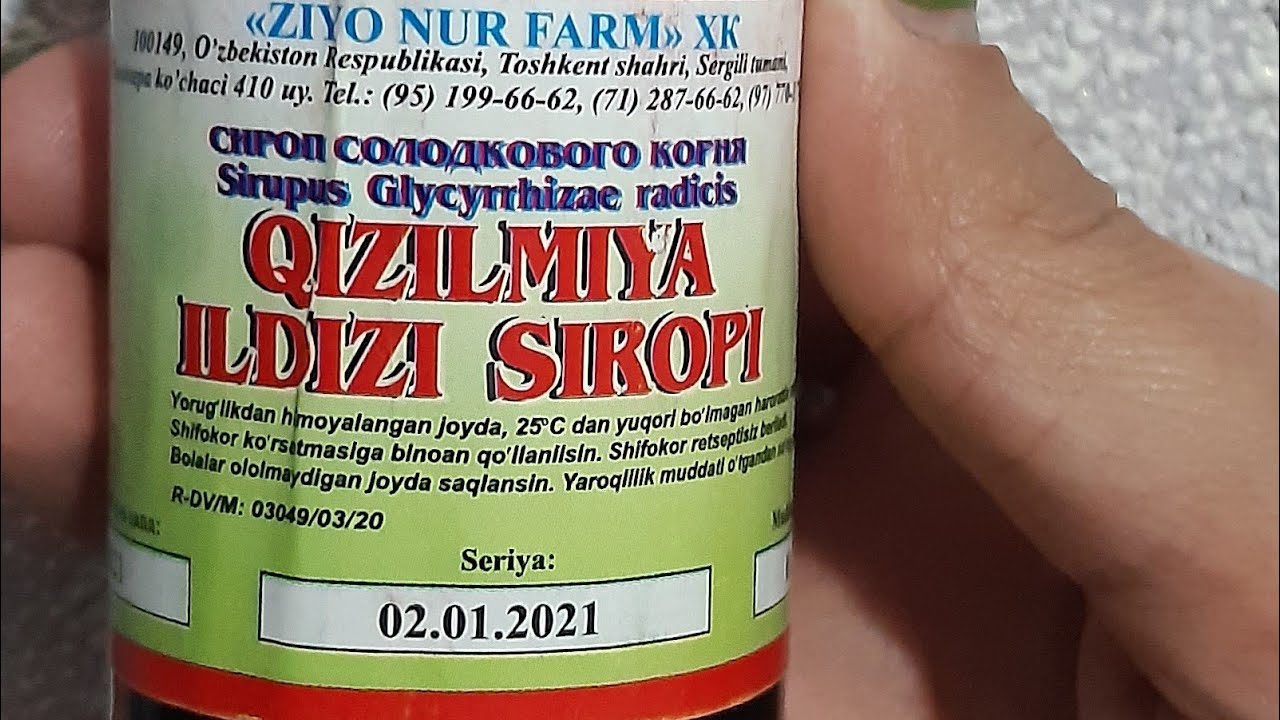 «ZIYO NUR FARM» ХК
100149, O'zbekiston Respublikasi, Toshkent shahri, Sergili tumani,
ko'chaci 410 uy. Tel.: (95) 199-66-62, (71) 287-66-62, (97)
СИРОП СОЛОДКОВОГО КОРНЯ
Sirupus Glycyrrhizae radicis
QIZILMIYA
ILDIZI SIROPI
Yorug'likdan himoyalangan joyda, 25°C dan yuqori bo'lmagan
Shifokor ko'rsatmasiga binoan qo'llanilsin. Shifokor retseptisiz
Bolalar ololmaydigan joyda saqlansin. Yaroqlilik muddati o'tgandan
R-DV/M: 03049/03/20
Seriya:
02.01.2021